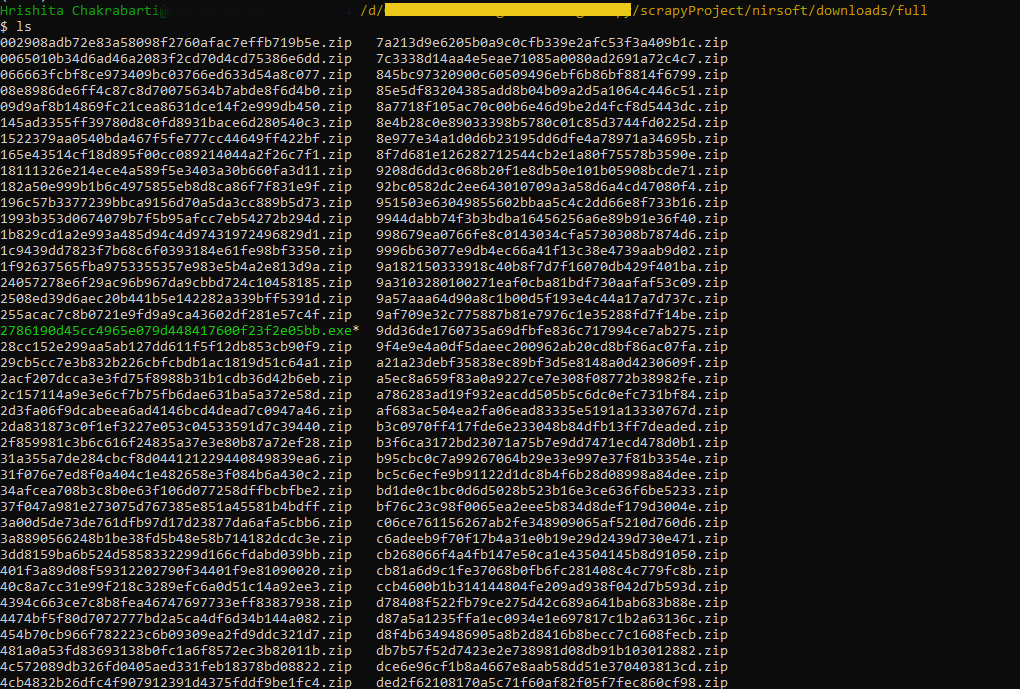 Hrishita Chakrabarti@ /d/ /scrapyProject/nirsoft/downloads/full
$ ls
002908adb72e83a58098f2760afac7effb719b5e.zip 7a213d9e6205b0a9c0cfb339e2afc53f3a409b1c.zip
0065010b34d6ad46a2083f2cd70d4cd75386e6dd.zip 7c3338d14aa4e5eae71085a0080ad2691a72c4c7.zip
066663fcbf8ce973409bc03766ed633d54a8c077.zip 845bc97320900c60509496ebf6b86bf8814f6799.zip
08e8986de6ff4c87c8d70075634b7abde8f6d4b0.zip 85e5df83204385add8b04b09a2d5a1064c446c51.zip
09d9af8b14869fc21cea8631dce14f2e999db450.zip 8a7718f105ac70c00b6e46d9be2d4fcf8d5443dc.zip
145ad3355ff39780d8c0fd8931bace6d280540c3.zip 8e4b28c0e89033398b5780c01c85d3744fd0225d.zip
1522379aa0540bda467f5fe777cc44649ff422bf.zip 8e977e34a1d0d6b23195dd6dfe4a78971a34695b.zip
165e43514cf18d895f00cc089214044a2f26c7f1.zip 8f7d681e126282712544cb2e1a80f75578b3590e.zip
18111326e214ece4a589f5e3403a30b660fa3d11.zip 9208d6dd3c068b20f1e8db50e101b05908bcde71.zip
182a50e999b1b6c4975855eb8d8ca86f7f831e9f.zip 92bc0582dc2ee643010709a3a58d6a4cd47080f4.zip
196c57b3377239bbca9156d70a5da3cc889b5d73.zip 951503e63049855602bbaa5c4c2dd66e8f733b16.zip
1993b353d0674079b7f5b95afcc7eb54272b294d.zip 9944dabb74f3b3bdba16456256a6e89b91e36f40.zip
1b829cd1a2e993a485d94c4d97431972496829d1.zip 998679ea0766fe8c0143034cfa5730308b7874d6.zip
1c9439dd7823f7b68c6f0393184e61fe98bf3350.zip 9996b63077e9db4ec66a41f13c38e4739aab9d02.zip
1f92637565fba9753355357e983e5b4a2e813d9a.zip 9a182150333918c40b8f7d7f16070db429f401ba.zip
24057278e6f29ac96b967da9cbbd724c10458185.zip 9a3103280100271eaf0cba81bdf730aafaf53c09.zip
2508ed39d6aec20b441b5e142282a339bff5391d.zip 9a57aaa64d90a8c1b00d5f193e4c44a17a7d737c.zip
255acac7c8b0721e9fd9a9ca43602df281e57c4f.zip 9af709e32c775887b81e7976c1e35288fd7f14be.zip
2786190d45cc4965e079d448417600f23f2e05bb.exe* 9dd36de1760735a69dfbfe836c717994ce7ab275.zip
28cc152e299aa5ab127dd611f5f12db853cb90f9.zip 9f4e9e4a0df5daeec200962ab20cd8bf86ac07fa.zip
29cb5cc7e3b832b226cbfcbdb1ac1819d51c64a1.zip a21a23debf35838ec89bf3d5e8148a0d4230609f.zip
2acf207dcca3e3fd75f8988b31b1cdb36d42b6eb.zip a5ec8a659f83a0a9227ce7e308f08772b38982fe.zip
2c157114a9e3e6cf7b75fb6dae631ba5a372e58d.zip a786283ad19f932eacdd505b5c6dc0efc731bf84.zip
2d3fa06f9dcabeea6ad4146bcd4dead7c0947a46.zip af683ac504ea2fa06ead83335e5191a13330767d.zip
2da831873c0f1ef3227e053c04533591d7c39440.zip b3c0970ff417fde6e233048b84dfb13ff7deaded.zip
2f859981c3b6c616f24835a37e3e80b87a72ef28.zip b3f6ca3172bd23071a75b7e9dd7471ecd478d0b1.zip
31a355a7de284cbcf8d044121229440849839ea6.zip b95cbc0c7a99267064b29e33e997e37f81b3354e.zip
31f076e7ed8f0a404c1e482658e3f084b6a430c2.zip bc5c6ecfe9b91122d1dc8b4f6b28d08998a84dee.zip
34afcea708b3c8b0e63f106d077258dffbcbfbe2.zip bd1de0c1bc0d6d5028b523b16e3ce636f6be5233.zip
37f047a981e273075d767385e851a45581b4bdff.zip bf76c23c98f0065ea2eee5b834d8def179d3004e.zip
3a00d5de73de761dfb97d17d23877da6afa5cbb6.zip c06ce761156267ab2fe348909065af5210d760d6.zip
3a8890566248b1be38fd5b48e58b714182dcdc3e.zip c6adeeb9f70f17b4a31e0b19e29d2439d730e471.zip
3dd8159ba6b524d5858332299d166cfdabd039bb.zip cb268066f4a4fb147e50ca1e43504145b8d91050.zip
401f3a89d08f59312202790f34401f9e81090020.zip cb81a6d9c1fe37068b0fb6fc281408c4c779fc8b.zip
40c8a7cc31e99f218c3289efc6a0d51c14a92ee3.zip ccb4600b1b314144804fe209ad938f042d7b593d.zip
4394c663ce7c8b8fea46747697733eff83837938.zip d78408f522fb79ce275d42c689a641bab683b88e.zip
4474bf5f80d7072777bd2a5ca4df6d34b144a082.zip d87a5a1235ffa1ec0934e1e697817c1b2a63136c.zip
454b70cb966f782223c6b09309ea2fd9ddc321d7.zip d8f4b6349486905a8b2d8416b8becc7c1608fecb.zip
481a0a53fd83693138b0fc1a6f8572ec3b82011b.zip db7b57f52d7423e2e738981d08db91b103012882.zip
4c572089db326fd0405aed331feb18378bd08822.zip dce6e96cf1b8a4667e8aab58dd51e370403813cd.zip
4cb4832b26dfc4f907912391d4375fddf9be1fc4.zip ded2f62108170a5c71f60af82f05f7fec860cf98.zip